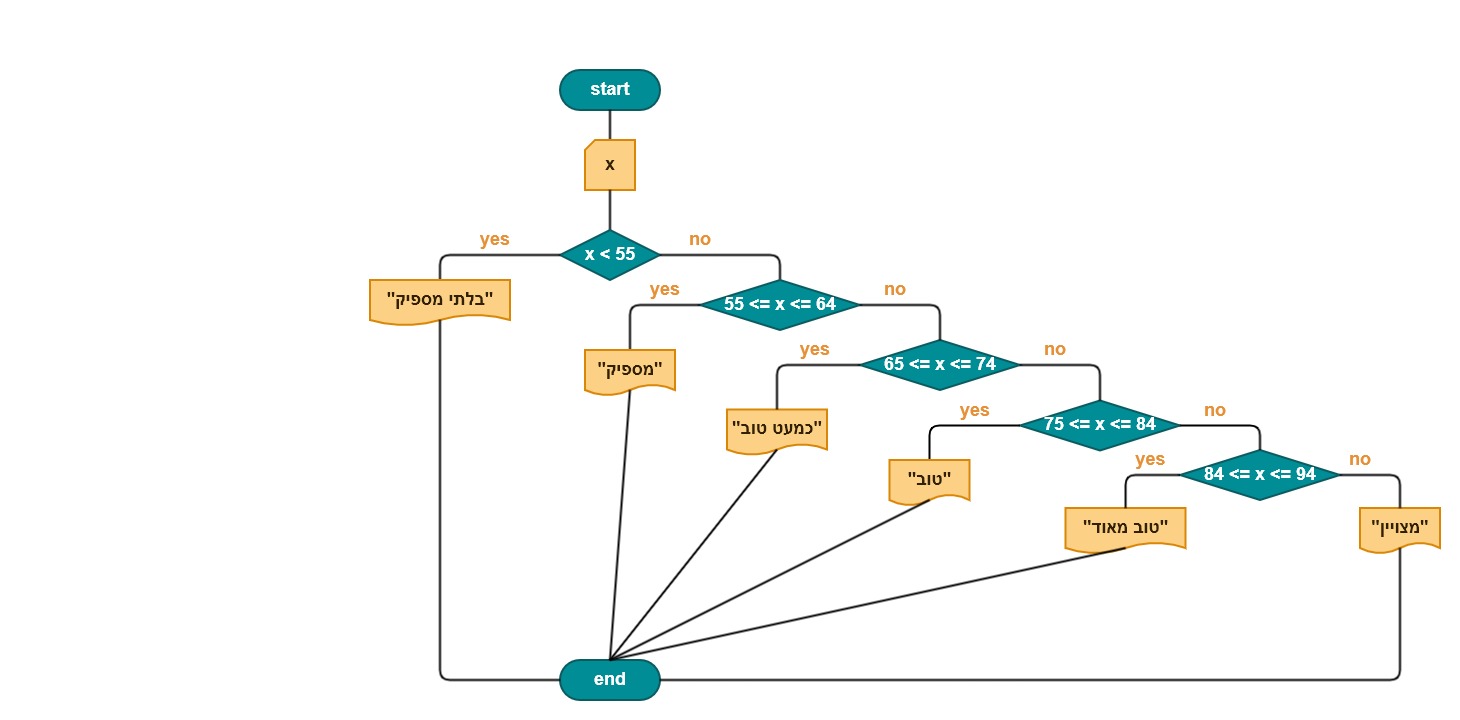 start
x
yes
x < 55
no
"בלתי מספיק"
yes
55 <= x <= 64
no
"מספיק"
yes
65 <= x <= 74
no
"כמעט טוב"
yes
75 <= x <= 84
no
"טוב"
yes
84 <= x <= 94
no
"טוב מאוד"
"מצויין"
end